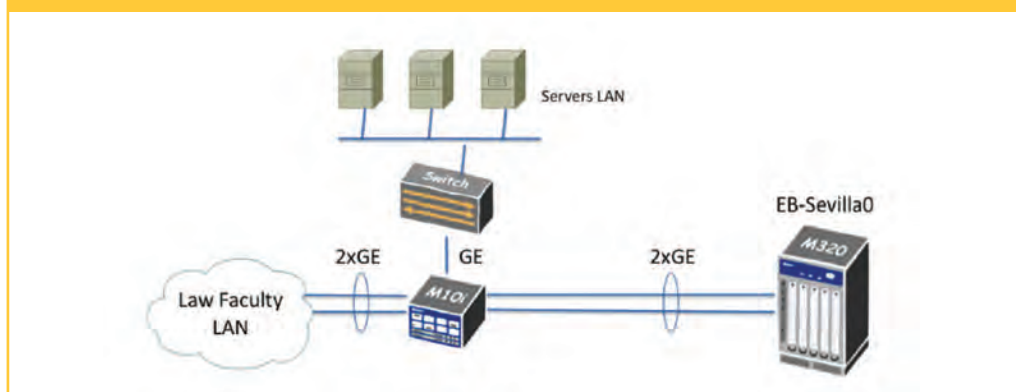 Servers LAN
Switch
EB-Sevilla0
M320
2xGE
GE
2xGE
M10i
Law Faculty
LAN